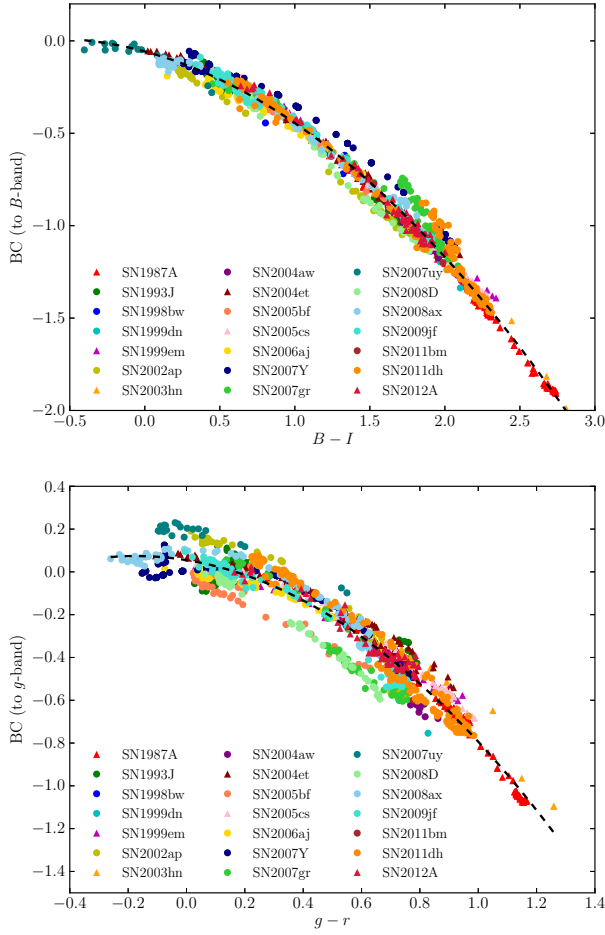 0.0
−0.5
−1.0
−1.5
−2.0
BC (to B-band)
SN1987A SN2004aw SN2007uy
SN1993J SN2004et SN2008D
SN1998bw SN2005bf SN2008ax
SN1999dn SN2005cs SN2009jf
SN1999em SN2006aj SN2011bm
SN2002ap SN2007Y SN2011dh
SN2003hn SN2007gr SN2012A
−0.5 0.0 0.5 1.0 1.5 2.0 2.5 3.0
B − I
0.4
0.2
0.0
−0.2
−0.4
−0.6
−0.8
−1.0
−1.2
−1.4
BC (to g-band)
SN1987A SN2004aw SN2007uy
SN1993J SN2004et SN2008D
SN1998bw SN2005bf SN2008ax
SN1999dn SN2005cs SN2009jf
SN1999em SN2006aj SN2011bm
SN2002ap SN2007Y SN2011dh
SN2003hn SN2007gr SN2012A
−0.4 −0.2 0.0 0.2 0.4 0.6 0.8 1.0 1.2 1.4
g − r